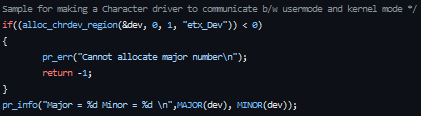 Sample for making a Character driver to communicate b/w usermode and kernel mode */
if((alloc_chrdev_region(&dev, 0, 1, "etx_Dev")) < 0)
{
pr_err("Cannot allocate major number\n");
return -1;
}
pr_info("Major = %d Minor = %d \n",MAJOR(dev), MINOR(dev));